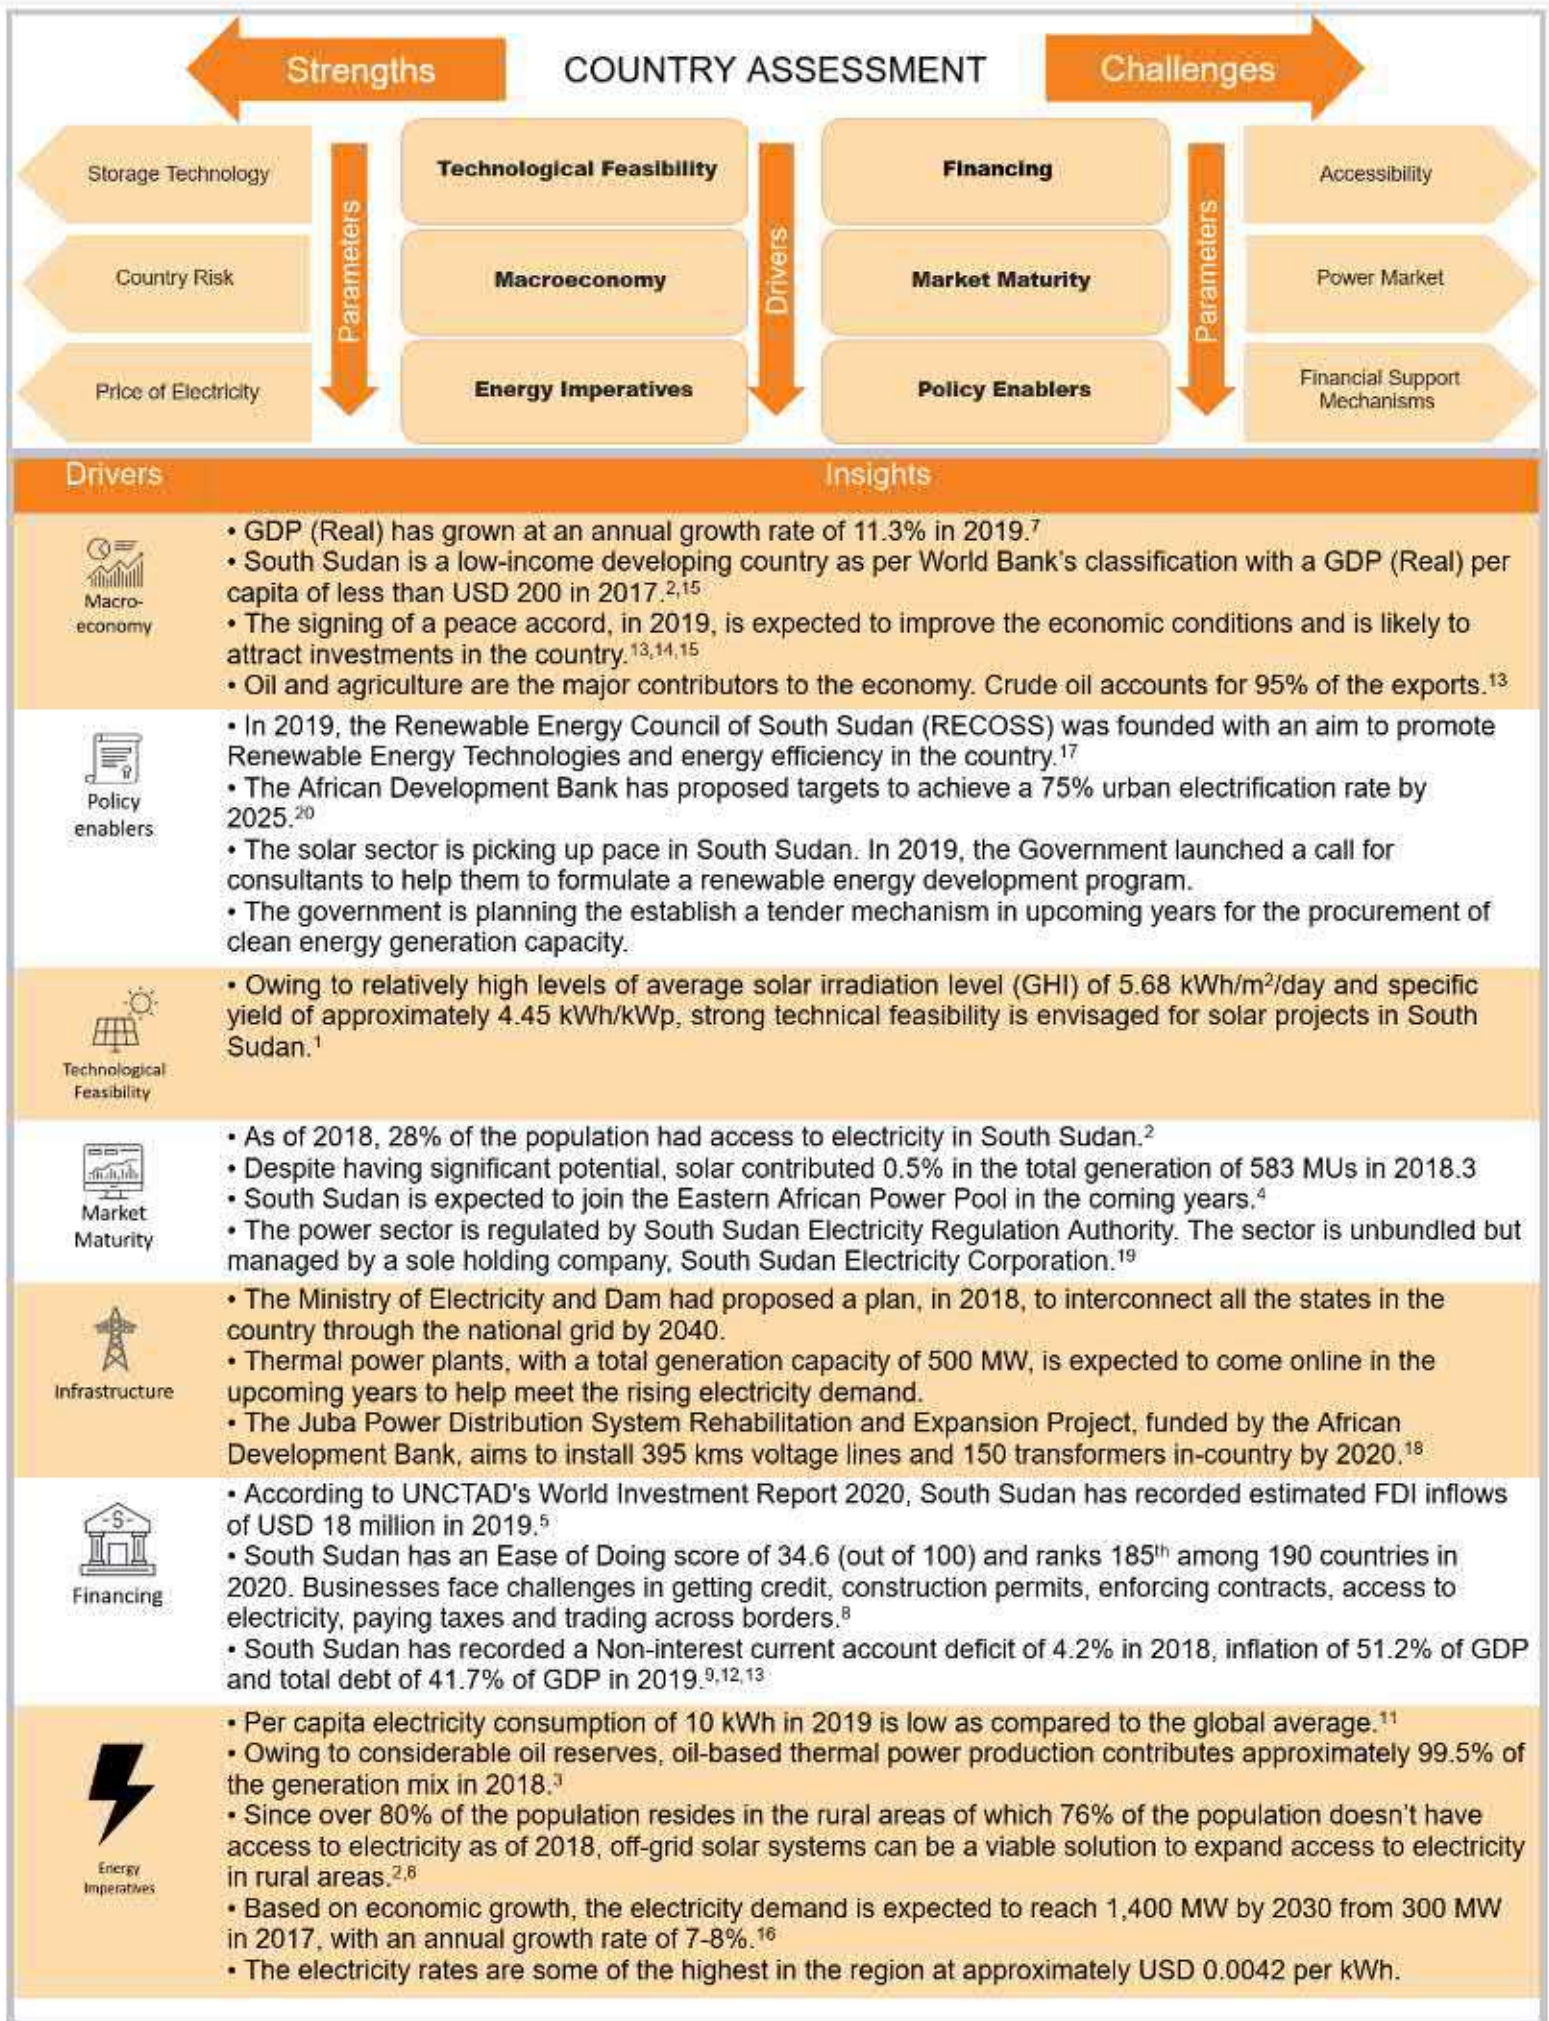 Strengths
COUNTRY ASSESSMENT
Challenges
Storage Technology
Country Risk
Price of Electricity
Parameters
Technological Feasibility
Macroeconomy
Energy Imperatives
Drivers
Financing
Market Maturity
Policy Enablers
Parameters
Accessibility
Power Market
Financial Support
Mechanisms
Drivers
Insights
Macro-
economy
• GDP (Real) has grown at an annual growth rate of 11.3% in 2019.⁷
• South Sudan is a low-income developing country as per World Bank's classification with a GDP (Real) per
capita of less than USD 200 in 2017.²,¹⁵
• The signing of a peace accord, in 2019, is expected to improve the economic conditions and is likely to
attract investments in the country.¹³,¹⁴,¹⁵
• Oil and agriculture are the major contributors to the economy. Crude oil accounts for 95% of the exports.¹³
Policy
enablers
• In 2019, the Renewable Energy Council of South Sudan (RECOSS) was founded with an aim to promote
Renewable Energy Technologies and energy efficiency in the country.¹⁷
• The African Development Bank has proposed targets to achieve a 75% urban electrification rate by
2025.²⁰
• The solar sector is picking up pace in South Sudan. In 2019, the Government launched a call for
consultants to help them to formulate a renewable energy development program.
• The government is planning the establish a tender mechanism in upcoming years for the procurement of
clean energy generation capacity.
Technological
Feasibility
• Owing to relatively high levels of average solar irradiation level (GHI) of 5.68 kWh/m²/day and specific
yield of approximately 4.45 kWh/kWp, strong technical feasibility is envisaged for solar projects in South
Sudan.¹
Market
Maturity
• As of 2018, 28% of the population had access to electricity in South Sudan.²
• Despite having significant potential, solar contributed 0.5% in the total generation of 583 MUs in 2018.3
• South Sudan is expected to join the Eastern African Power Pool in the coming years.⁴
• The power sector is regulated by South Sudan Electricity Regulation Authority. The sector is unbundled but
managed by a sole holding company, South Sudan Electricity Corporation.¹⁹
Infrastructure
• The Ministry of Electricity and Dam had proposed a plan, in 2018, to interconnect all the states in the
country through the national grid by 2040.
• Thermal power plants, with a total generation capacity of 500 MW, is expected to come online in the
upcoming years to help meet the rising electricity demand.
• The Juba Power Distribution System Rehabilitation and Expansion Project, funded by the African
Development Bank, aims to install 395 kms voltage lines and 150 transformers in-country by 2020.¹⁸
-$-
Financing
• According to UNCTAD's World Investment Report 2020, South Sudan has recorded estimated FDI inflows
of USD 18 million in 2019.⁵
• South Sudan has an Ease of Doing score of 34.6 (out of 100) and ranks 185ᵗʰ among 190 countries in
2020. Businesses face challenges in getting credit, construction permits, enforcing contracts, access to
electricity, paying taxes and trading across borders.⁸
• South Sudan has recorded a Non-interest current account deficit of 4.2% in 2018, inflation of 51.2% of GDP
and total debt of 41.7% of GDP in 2019.⁹,¹²,¹³
Energy
Imperatives
• Per capita electricity consumption of 10 kWh in 2019 is low as compared to the global average.¹¹
• Owing to considerable oil reserves, oil-based thermal power production contributes approximately 99.5% of
the generation mix in 2018.³
• Since over 80% of the population resides in the rural areas of which 76% of the population doesn't have
access to electricity as of 2018, off-grid solar systems can be a viable solution to expand access to electricity
in rural areas.²,⁶
• Based on economic growth, the electricity demand is expected to reach 1,400 MW by 2030 from 300 MW
in 2017, with an annual growth rate of 7-8%.¹⁶
• The electricity rates are some of the highest in the region at approximately USD 0.0042 per kWh.